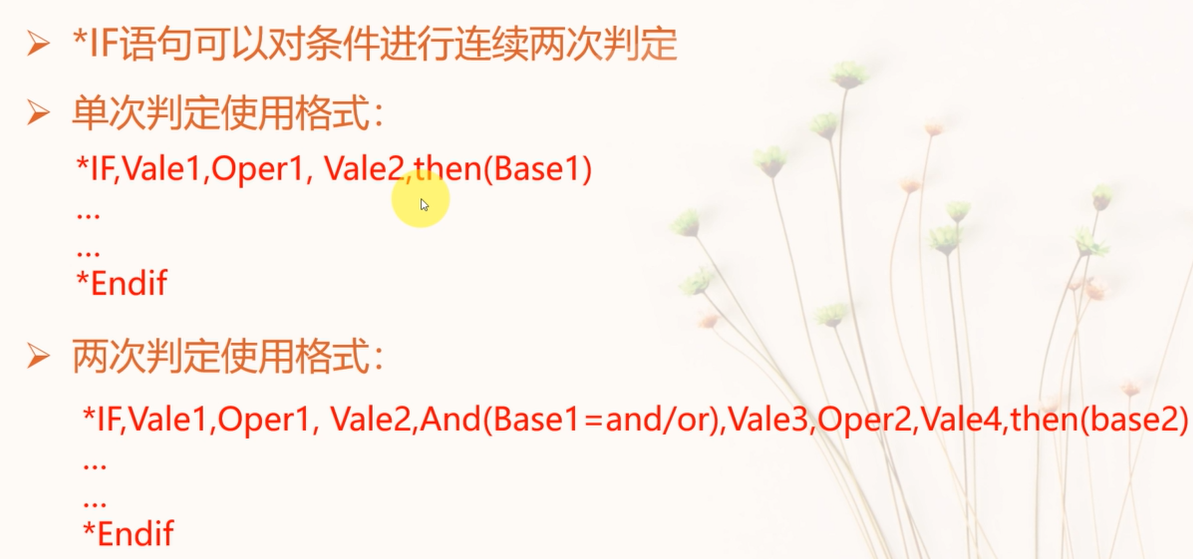 *IF语句可以对条件进行连续两次判定
单次判定使用格式：
*IF,Vale1,Oper1, Vale2,then(Base1)
...
...
*Endif
两次判定使用格式：
*IF,Vale1,Oper1, Vale2,And(Base1=and/or),Vale3,Oper2,Vale4,then(base2)
...
...
*Endif